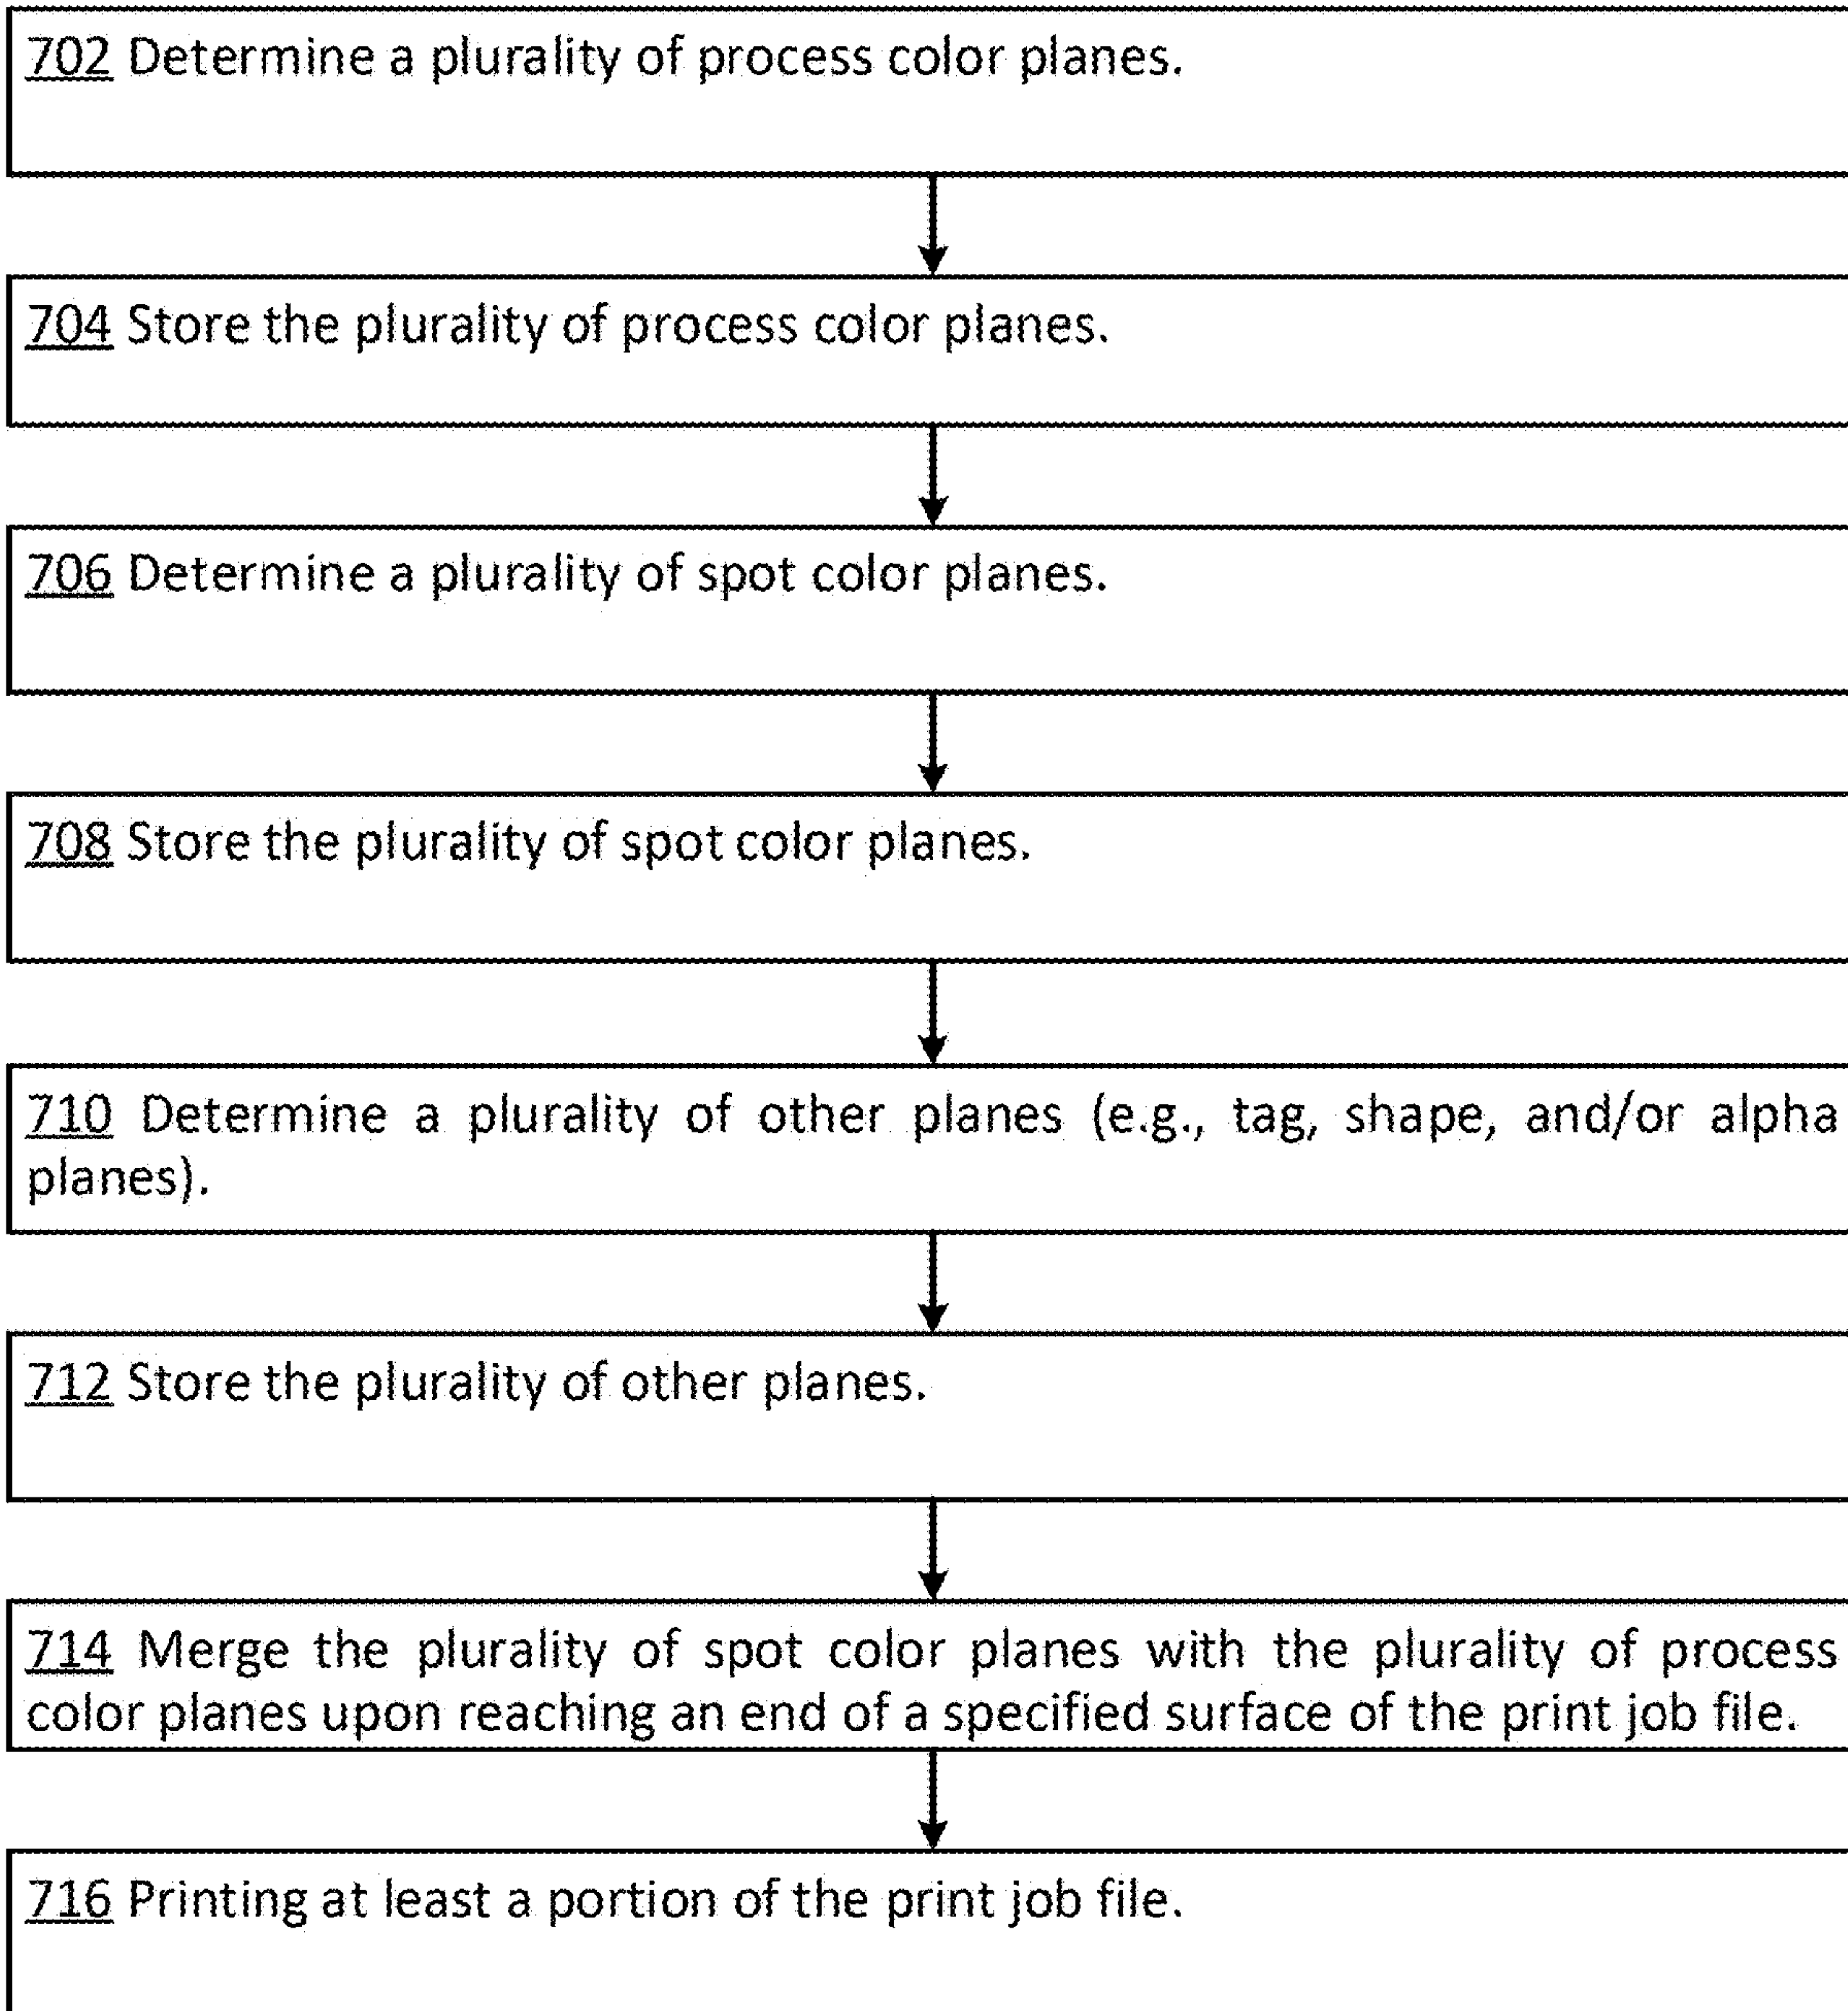 702 Determine a plurality of process color planes.
704 Store the plurality of process color planes.
706 Determine a plurality of spot color planes.
708 Store the plurality of spot color planes.
710 Determine a plurality of other planes (e.g., tag, shape, and/or alpha
planes).
712 Store the plurality of other planes.
714 Merge the plurality of spot color planes with the plurality of process
color planes upon reaching an end of a specified surface of the print job file.
716 Printing at least a portion of the print job file.